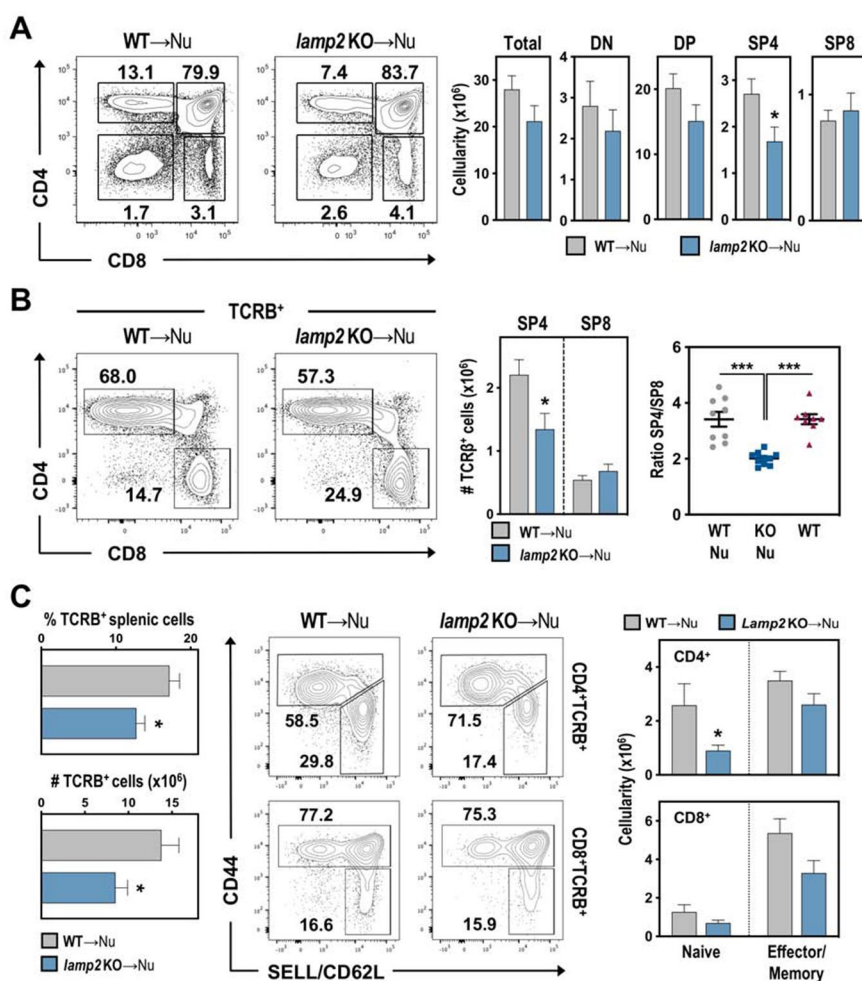 A
WT→Nu
lamp2 KO→Nu
13.1 79.9
7.4 83.7
1.7 3.1
2.6 4.1
CD4
CD8
Total DN DP SP4 SP8
Cellularity (x10⁶)
30
20
10
0
4
3
2
1
0
20
10
0
3
2
1
0
*
1
0
WT→Nu lamp2 KO→Nu
B
TCRB⁺
WT→Nu
lamp2 KO→Nu
68.0
57.3
14.7
24.9
CD4
CD8
SP4 SP8
# TCRβ⁺ cells (x10⁶)
2
1
0
*
WT→Nu
lamp2 KO→Nu
Ratio SP4/SP8
6
4
2
0
*** ***
WT KO WT
Nu Nu
C
% TCRB⁺ splenic cells
0 10 20
*
# TCRB⁺ cells (x10⁶)
0 5 10 15
*
WT→Nu
lamp2 KO→Nu
WT→Nu
lamp2 KO→Nu
58.5
29.8
71.5
17.4
CD4⁺TCRB⁺
77.2
16.6
75.3
15.9
CD8⁺TCRB⁺
CD44
SELL/CD62L
WT→Nu Lamp2 KO→Nu
CD4⁺
4
2
0
*
CD8⁺
6
4
2
0
Cellularity (x10⁶)
Naive Effector/
Memory